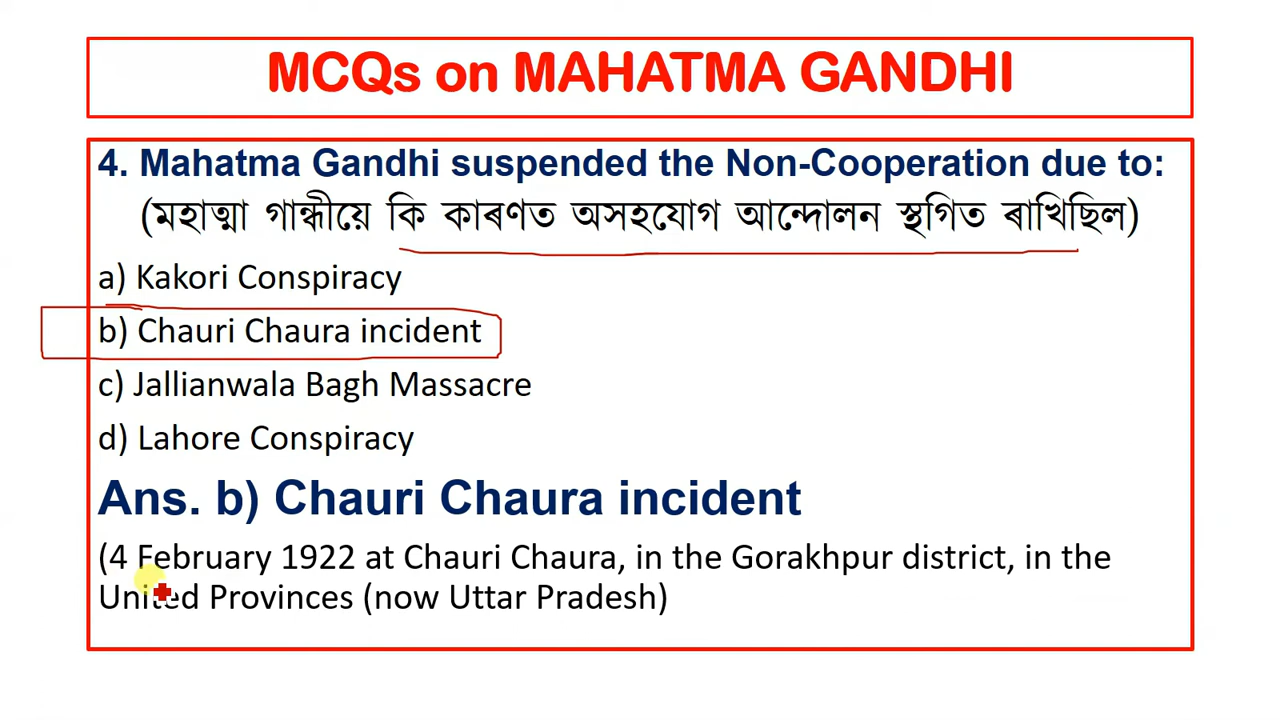 MCQs on MAHATMA GANDHI
4. Mahatma Gandhi suspended the Non-Cooperation due to:
(মহাত্মা গান্ধীয়ে কি কাৰণত অসহযোগ আন্দোলন স্থগিত ৰাখিছিল)
a) Kakori Conspiracy
b) Chauri Chaura incident
c) Jallianwala Bagh Massacre
d) Lahore Conspiracy
Ans. b) Chauri Chaura incident
(4 February 1922 at Chauri Chaura, in the Gorakhpur district, in the
United Provinces (now Uttar Pradesh)